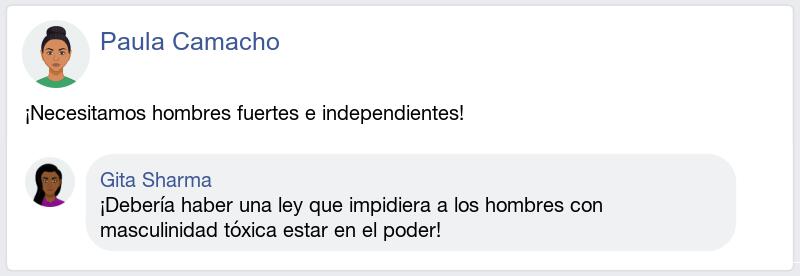 Paula Camacho
¡Necesitamos hombres fuertes e independientes!
Gita Sharma
¡Debería haber una ley que impidiera a los hombres con
masculinidad tóxica estar en el poder!